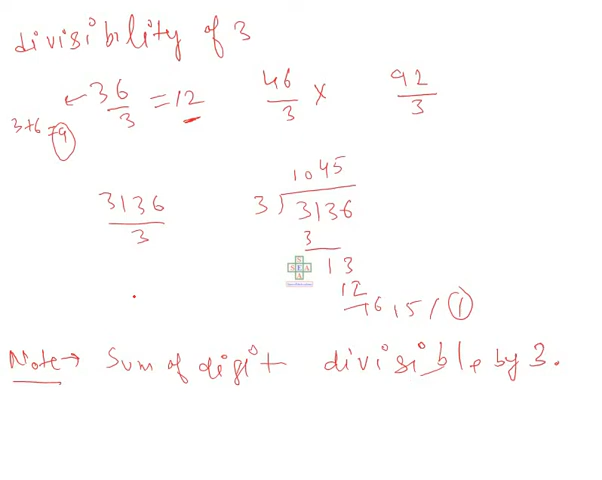 divisibility of 3
36/3 = 12
46/3 ×
92/3
3+6 = 9
3136/3
1045
3 ) 3136
3
13
12
16, 15 / 1
SEA
Note → Sum of digit divisible by 3.